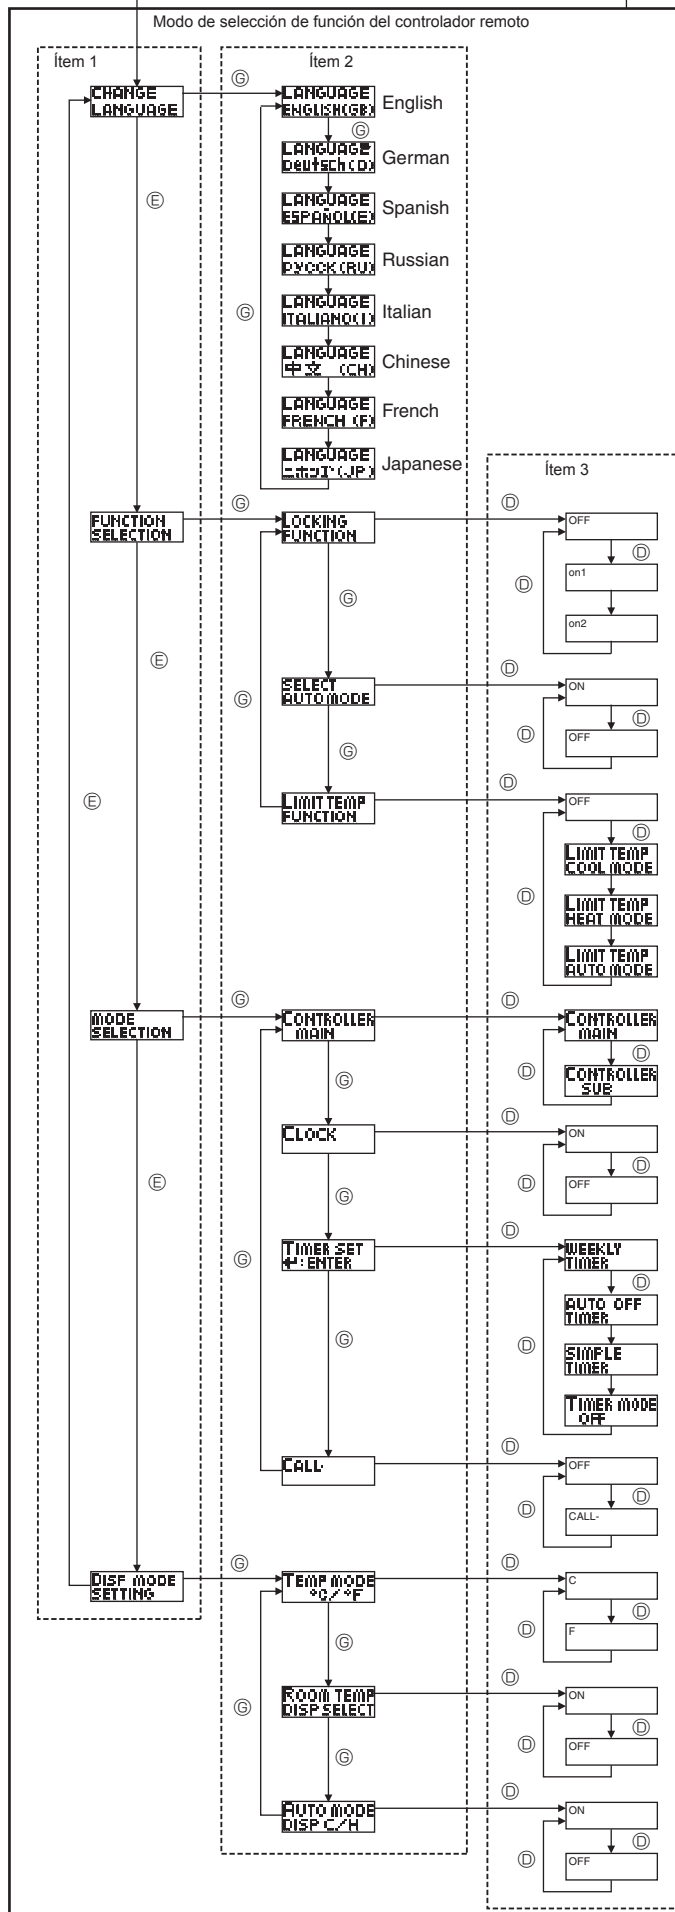 Modo de selección de función del controlador remoto
Ítem 1
Ítem 2
CHANGE
LANGUAGE
Ⓖ
LANGUAGE
ENGLISH(GB)
English
Ⓖ
LANGUAGE
Deutsch(D)
German
Ⓔ
LANGUAGE
ESPAÑOL(E)
Spanish
LANGUAGE
РУССК(RU)
Russian
Ⓖ
LANGUAGE
ITALIANO(I)
Italian
LANGUAGE
中文 (CH)
Chinese
LANGUAGE
FRENCH (F)
French
LANGUAGE
ニホンゴ(JP)
Japanese
Ítem 3
FUNCTION
SELECTION
Ⓖ
LOCKING
FUNCTION
Ⓓ
OFF
Ⓓ
Ⓓ
on1
on2
Ⓖ
Ⓔ
Ⓖ
SELECT
AUTO MODE
Ⓓ
ON
Ⓓ
Ⓓ
OFF
Ⓖ
Ⓔ
LIMIT TEMP
FUNCTION
Ⓓ
OFF
Ⓓ
Ⓓ
LIMIT TEMP
COOL MODE
LIMIT TEMP
HEAT MODE
LIMIT TEMP
AUTO MODE
MODE
SELECTION
Ⓖ
CONTROLLER
MAIN
Ⓓ
CONTROLLER
MAIN
Ⓓ
Ⓓ
CONTROLLER
SUB
Ⓖ
CLOCK
Ⓓ
ON
Ⓓ
Ⓓ
OFF
Ⓔ
Ⓖ
Ⓖ
TIMER SET
↵:ENTER
Ⓓ
WEEKLY
TIMER
Ⓓ
Ⓓ
AUTO OFF
TIMER
SIMPLE
TIMER
TIMER MODE
OFF
Ⓖ
CALL-
Ⓓ
OFF
Ⓓ
Ⓓ
CALL-
DISP MODE
SETTING
Ⓖ
TEMP MODE
°C/°F
Ⓓ
C
Ⓓ
Ⓓ
F
Ⓖ
Ⓖ
ROOM TEMP
DISP SELECT
Ⓓ
ON
Ⓓ
Ⓓ
OFF
Ⓖ
AUTO MODE
DISP C/H
Ⓓ
ON
Ⓓ
Ⓓ
OFF